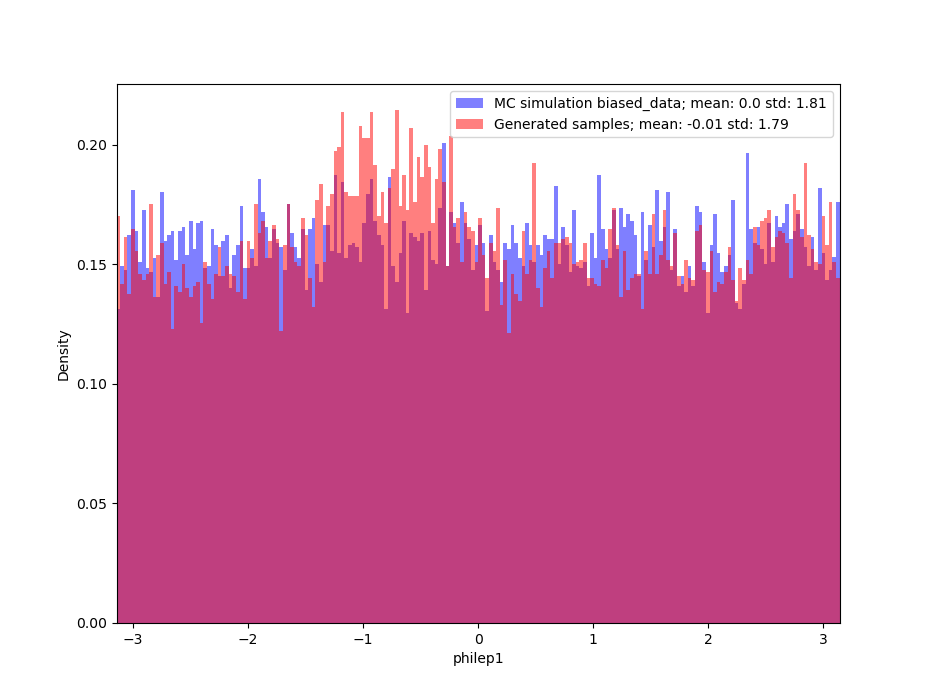 MC simulation biased_data; mean: 0.0 std: 1.81
Generated samples; mean: -0.01 std: 1.79
0.20
0.15
0.10
0.05
0.00
Density
−3 −2 −1 0 1 2 3
philep1